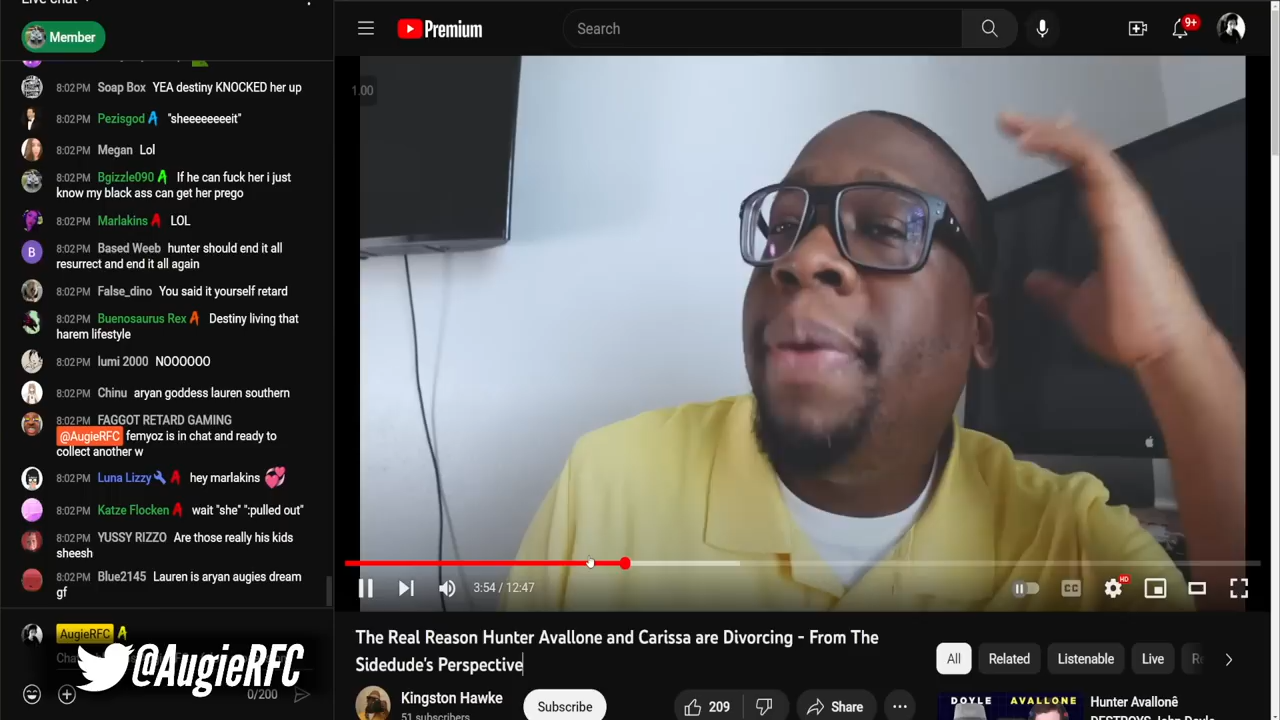 Live chat
Member
8:02PM Soap Box YEA destiny KNOCKED her up
8:02PM Pezisgod "sheeeeeeeeit"
8:02PM Megan Lol
8:02PM Bgizzle090 If he can fuck her i just
know my black ass can get her prego
8:02PM Marlakins LOL
8:02PM Based Weeb hunter should end it all
resurrect and end it all again
8:02PM False_dino You said it yourself retard
8:02PM Buenosaurus Rex Destiny living that
harem lifestyle
8:02PM lumi 2000 NOOOOOO
8:02PM Chinu aryan goddess lauren southern
8:02PM FAGGOT RETARD GAMING
@AugieRFC femyoz is in chat and ready to
collect another w
8:02PM Luna Lizzy hey marlakins
8:02PM Katze Flocken wait "she" ":pulled out"
8:02PM YUSSY RIZZO Are those really his kids
sheesh
8:02PM Blue2145 Lauren is aryan augies dream
gf
AugieRFC
@AugieRFC
0/200
Premium
Search
9+
1.00
3:54 / 12:47
CC
HD
The Real Reason Hunter Avallone and Carissa are Divorcing - From The
Sidedude's Perspective
Kingston Hawke
51 subscribers
Subscribe
209
Share
All
Related
Listenable
Live
DOYLE AVALLONE
Hunter Avallonê
DESTROYS John Doyle